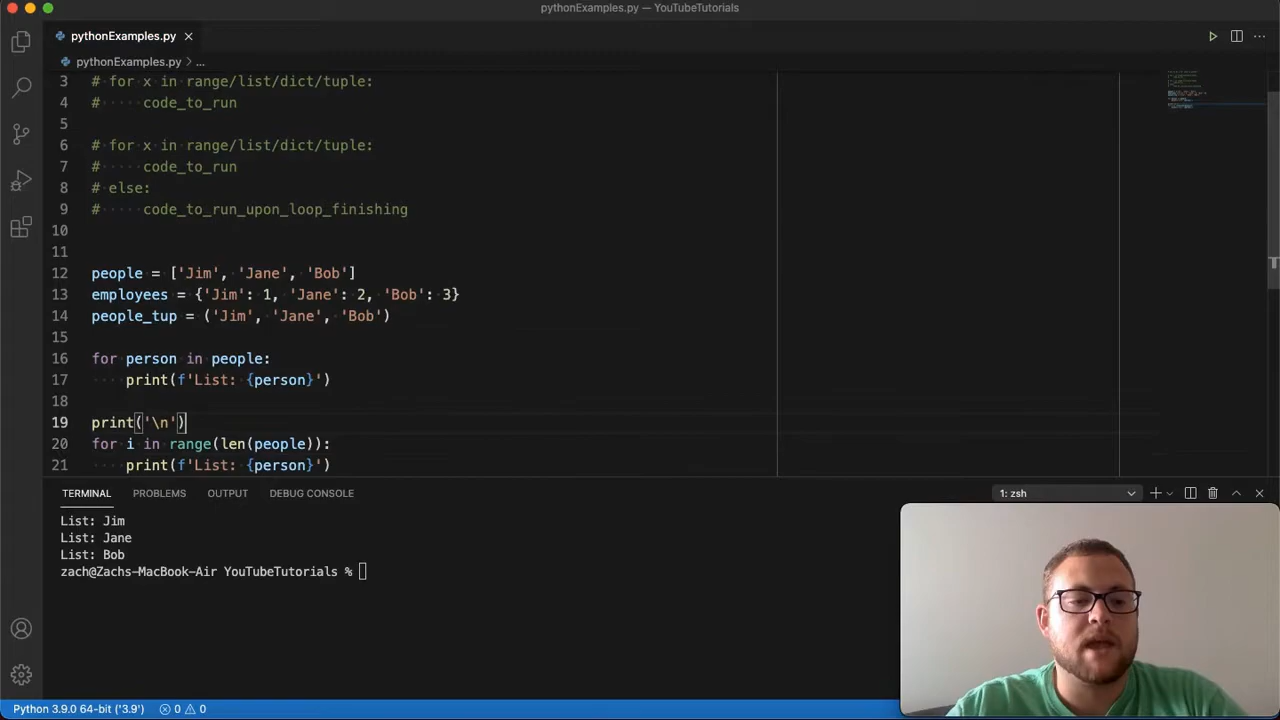 pythonExamples.py — YouTubeTutorials
pythonExamples.py
pythonExamples.py > ...
3 # for x in range/list/dict/tuple:
4 #     code_to_run
5
6 # for x in range/list/dict/tuple:
7 #     code_to_run
8 # else:
9 #     code_to_run_upon_loop_finishing
10
11
12 people = ['Jim', 'Jane', 'Bob']
13 employees = {'Jim': 1, 'Jane': 2, 'Bob': 3}
14 people_tup = ('Jim', 'Jane', 'Bob')
15
16 for person in people:
17     print(f'List: {person}')
18
19 print('\n')
20 for i in range(len(people)):
21     print(f'List: {person}')
TERMINAL PROBLEMS OUTPUT DEBUG CONSOLE 1: zsh
List: Jim
List: Jane
List: Bob
zach@Zachs-MacBook-Air YouTubeTutorials %
Python 3.9.0 64-bit ('3.9') 0 0